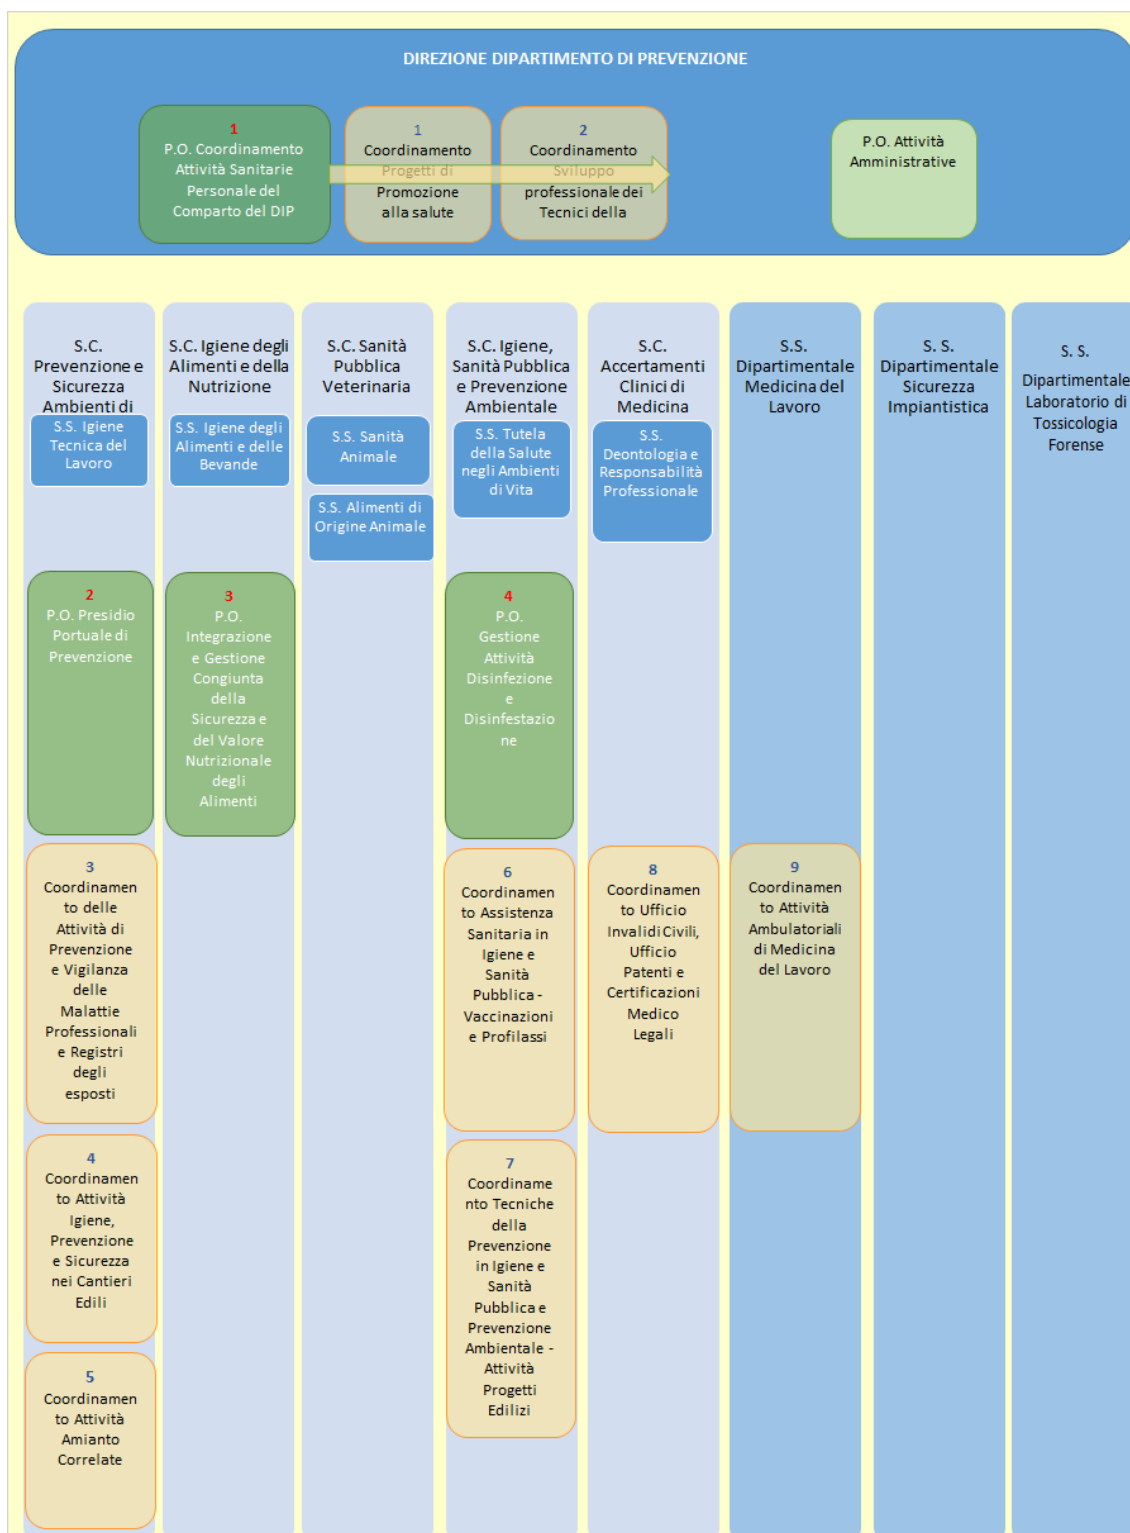 DIREZIONE DIPARTIMENTO DI PREVENZIONE
1
P.O. Coordinamento
Attività Sanitarie
Personale del
Comparto del DIP
1
Coordinamento
Progetti di
Promozione
alla salute
2
Coordinamento
Sviluppo
professionale dei
Tecnici della
P.O. Attività
Amministrative
S.C.
Prevenzione e
Sicurezza
Ambienti di
S.S. Igiene
Tecnica del
Lavoro
2
P.O. Presidio
Portuale di
Prevenzione
3
Coordinamen
to delle
Attività di
Prevenzione
e Vigilanza
delle
Malattie
Professionali
e Registri
degli
esposti
4
Coordinamen
to Attività
Igiene,
Prevenzione
e Sicurezza
nei Cantieri
Edili
5
Coordinamen
to Attività
Amianto
Correlate
S.C. Igiene degli
Alimenti e della
Nutrizione
S.S. Igiene degli
Alimenti e delle
Bevande
3
P.O.
Integrazione
e Gestione
Congiunta
della
Sicurezza e
del Valore
Nutrizionale
degli
Alimenti
S.C. Sanità
Pubblica
Veterinaria
S.S. Sanità
Animale
S.S. Alimenti di
Origine Animale
S.C. Igiene,
Sanità Pubblica
e Prevenzione
Ambientale
S.S. Tutela
della Salute
negli Ambienti
di Vita
4
P.O.
Gestione
Attività
Disinfezione
e
Disinfestazio
ne
6
Coordinamen
to Assistenza
Sanitaria in
Igiene e
Sanità
Pubblica -
Vaccinazioni
e Profilassi
7
Coordiname
nto Tecniche
della
Prevenzione
in Igiene e
Sanità
Pubblica e
Prevenzione
Ambientale -
Attività
Progetti
Edilizi
S.C.
Accertamenti
Clinici di
Medicina
S.S.
Deontologia e
Responsabilità
Professionale
8
Coordinamen
to Ufficio
Invalidi Civili,
Ufficio
Patenti e
Certificazioni
Medico
Legali
S.S.
Dipartimentale
Medicina del
Lavoro
9
Coordinamen
to Attività
Ambulatoriali
di Medicina
del Lavoro
S. S.
Dipartimentale
Sicurezza
Impiantistica
S. S.
Dipartimentale
Laboratorio di
Tossicologia
Forense